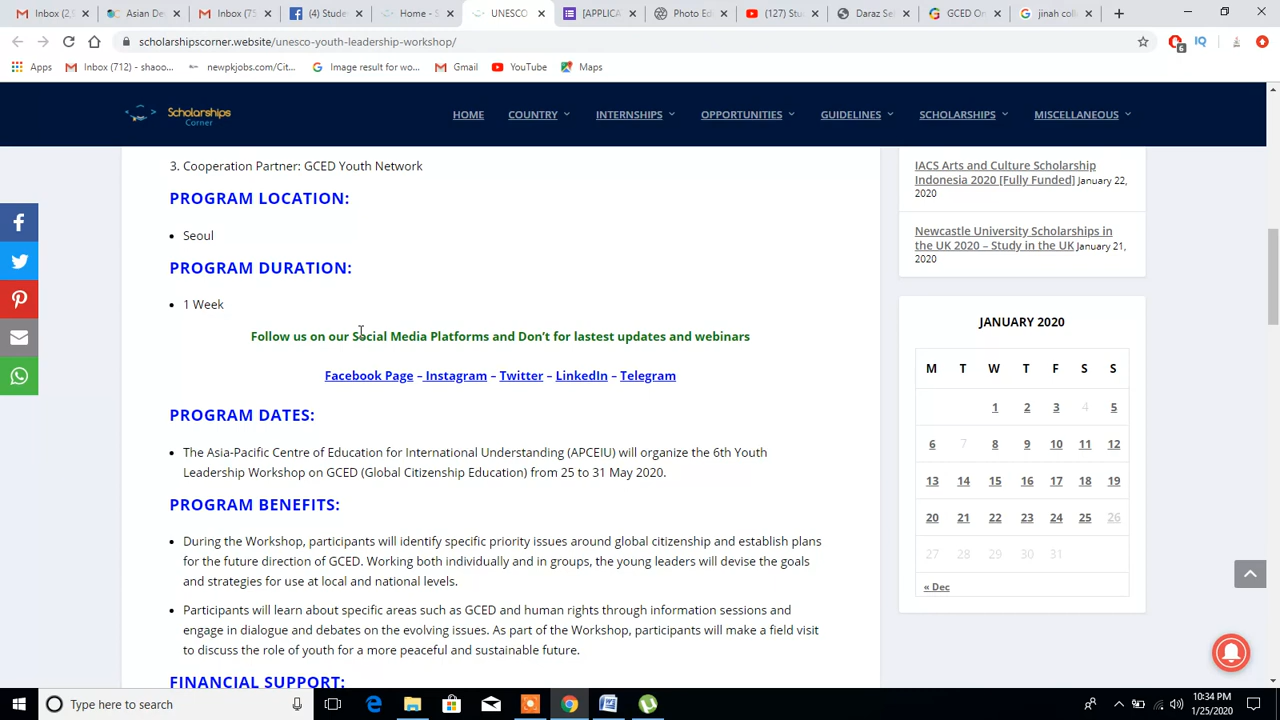 Inbox (2,5
Asian De
Inbox (75
(4) Stude
Home - S
UNESCO
[APPLICA
Photo Ed
(127) Stu
Daraz Sel
GCED On
jinah coll
scholarshipscorner.website/unesco-youth-leadership-workshop/
6
Apps
Inbox (712) - shaoo...
newpkjobs.com/Cit...
Image result for wo...
Gmail
YouTube
Maps
Scholarships
Corner
HOME
COUNTRY
INTERNSHIPS
OPPORTUNITIES
GUIDELINES
SCHOLARSHIPS
MISCELLANEOUS
3. Cooperation Partner: GCED Youth Network
PROGRAM LOCATION:
• Seoul
PROGRAM DURATION:
• 1 Week
Follow us on our Social Media Platforms and Don't for lastest updates and webinars
Facebook Page – Instagram – Twitter – LinkedIn – Telegram
PROGRAM DATES:
• The Asia-Pacific Centre of Education for International Understanding (APCEIU) will organize the 6th Youth
Leadership Workshop on GCED (Global Citizenship Education) from 25 to 31 May 2020.
PROGRAM BENEFITS:
• During the Workshop, participants will identify specific priority issues around global citizenship and establish plans
for the future direction of GCED. Working both individually and in groups, the young leaders will devise the goals
and strategies for use at local and national levels.
• Participants will learn about specific areas such as GCED and human rights through information sessions and
engage in dialogue and debates on the evolving issues. As part of the Workshop, participants will make a field visit
to discuss the role of youth for a more peaceful and sustainable future.
FINANCIAL SUPPORT:
IACS Arts and Culture Scholarship
Indonesia 2020 [Fully Funded] January 22,
2020
Newcastle University Scholarships in
the UK 2020 – Study in the UK January 21,
2020
JANUARY 2020
M T W T F S S
1 2 3 4 5
6 7 8 9 10 11 12
13 14 15 16 17 18 19
20 21 22 23 24 25 26
27 28 29 30 31
« Dec
Type here to search
10:34 PM
1/25/2020